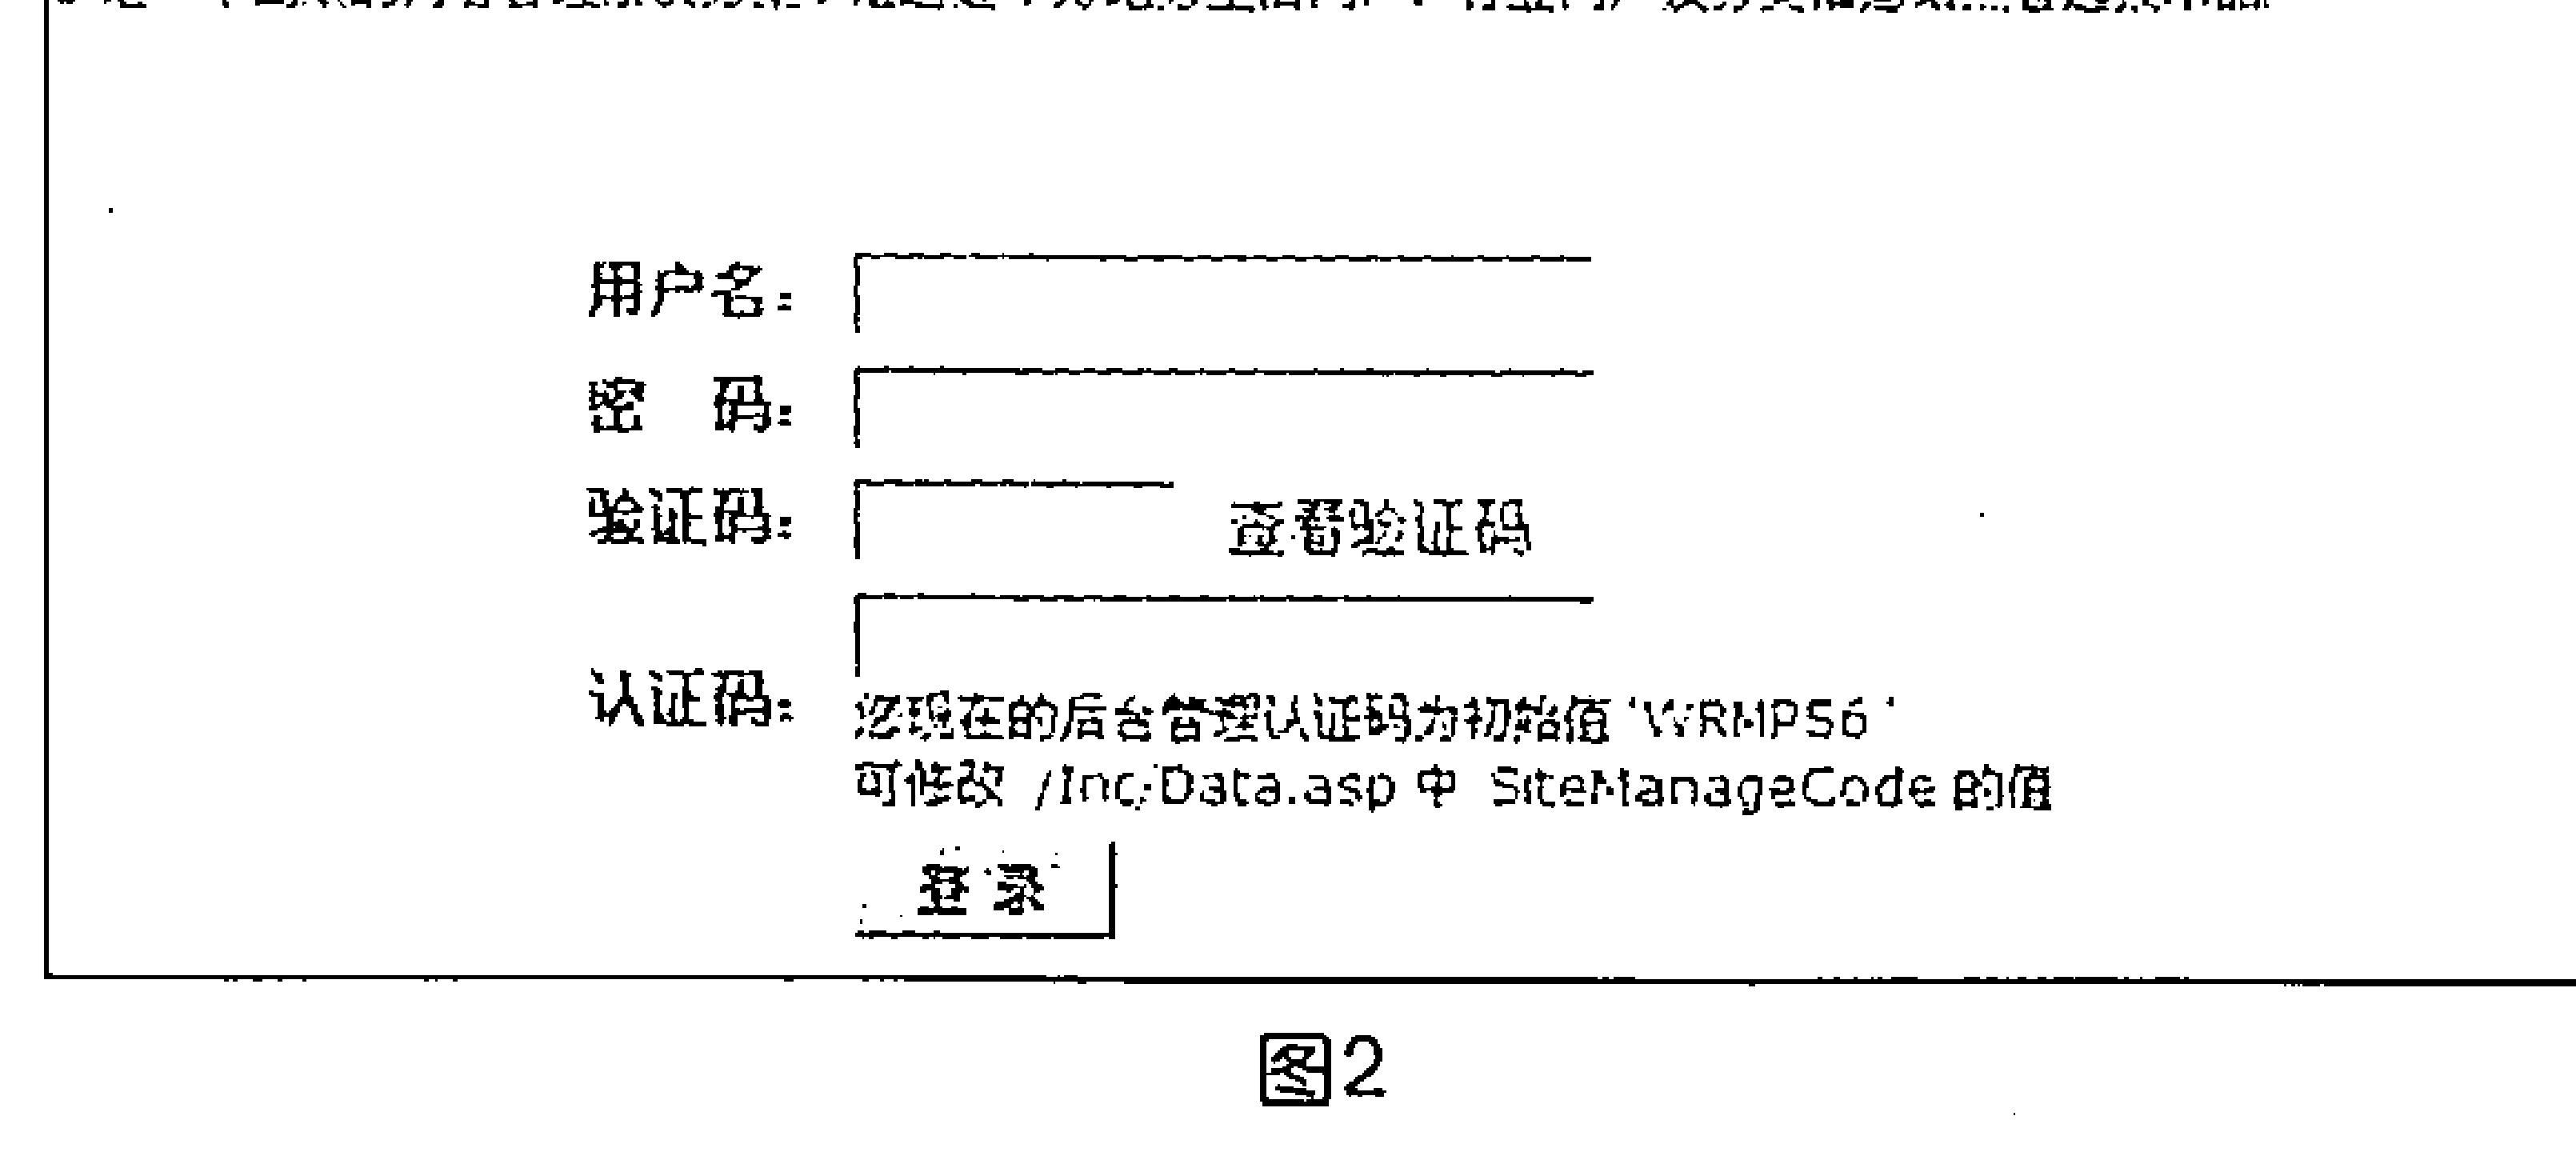 用户名：
密 码：
验证码： 查看验证码
认证码：
您现在的后台管理认证码为初始值 'WRMPS6'
可修改 /Inc/Data.asp 中 SiteManageCode 的值
登 录
图2